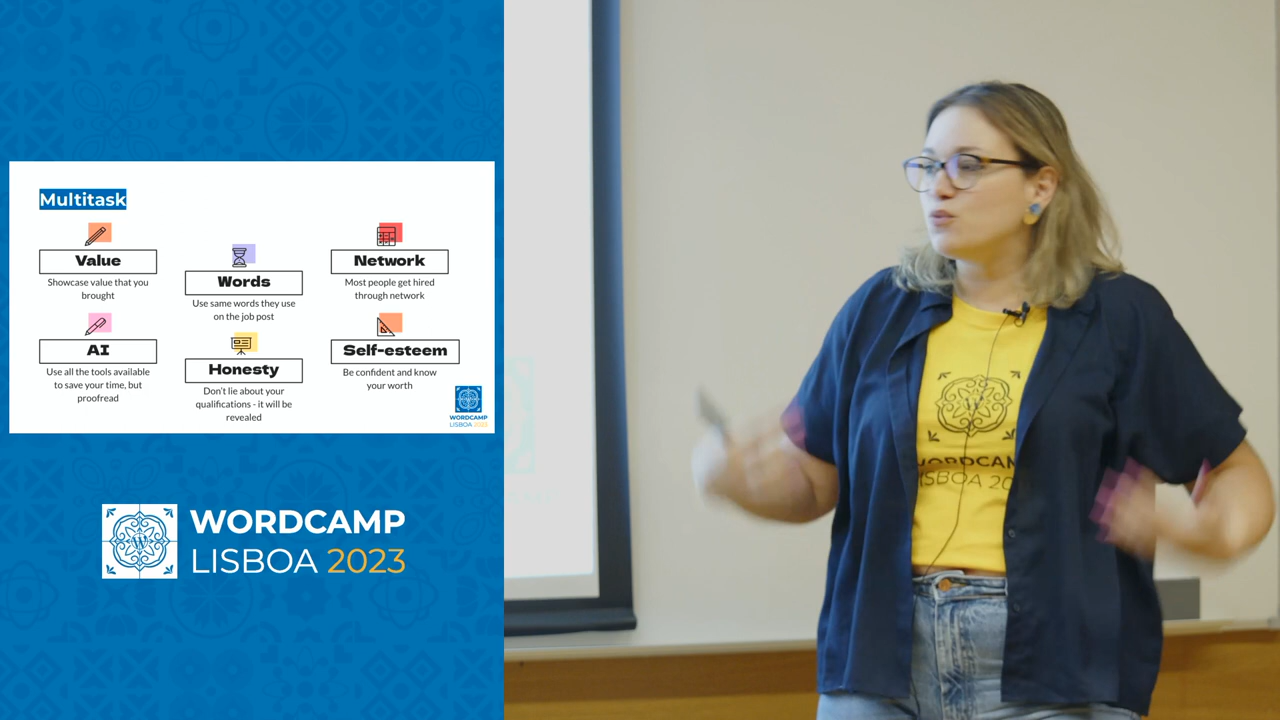 Multitask
Value
Showcase value that you
brought
Words
Use same words they use
on the job post
Network
Most people get hired
through network
AI
Use all the tools available
to save your time, but
proofread
Honesty
Don't lie about your
qualifications - it will be
revealed
Self-esteem
Be confident and know
your worth
WORDCAMP
LISBOA 2023
WORDCAMP
LISBOA 2023
WORDCAM
ISBOA 20